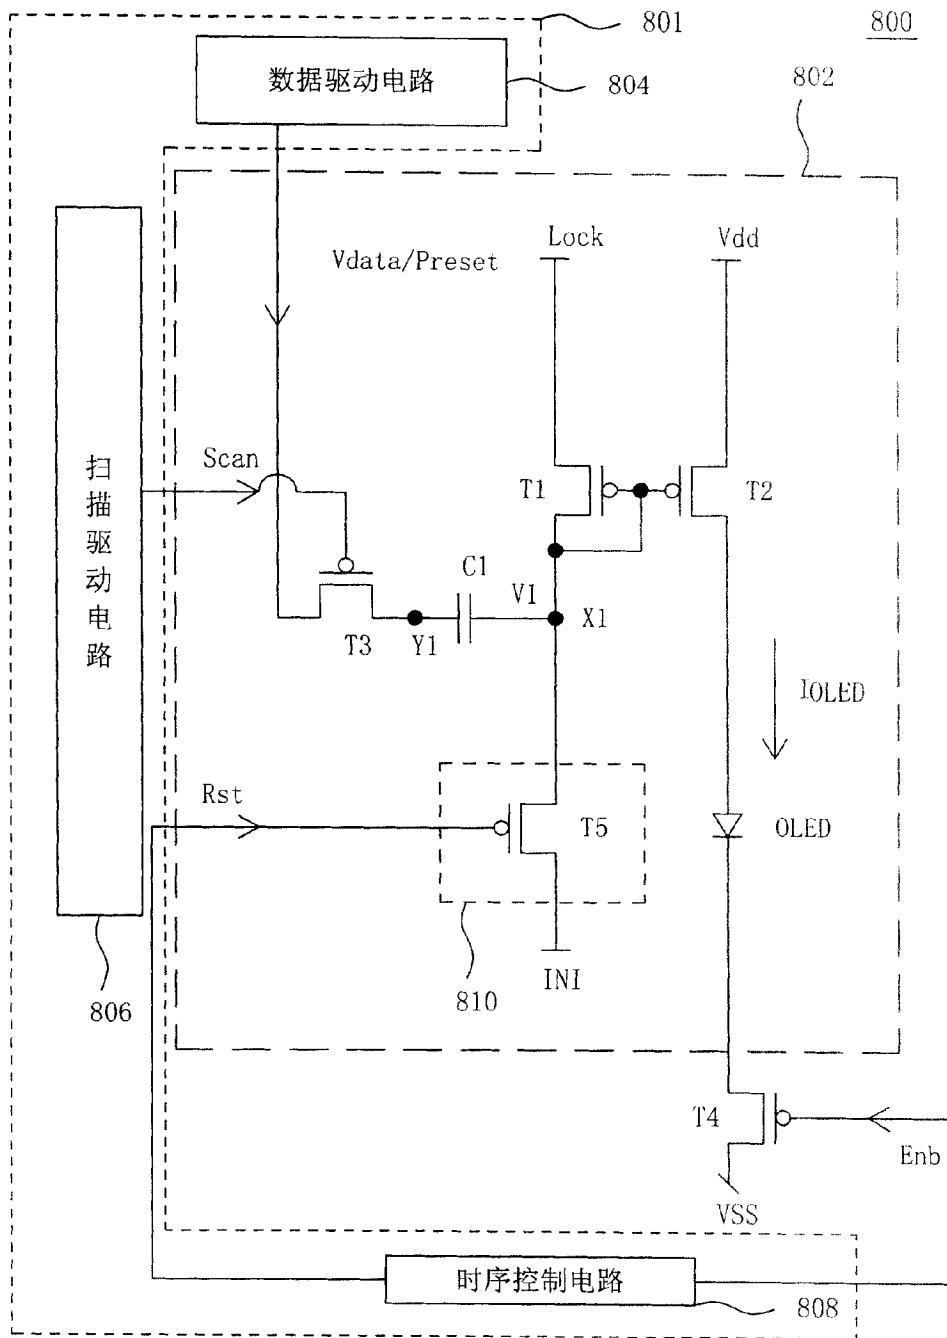 801
800
数据驱动电路
804
802
Lock
Vdd
Vdata/Preset
Scan
扫描驱动电路
T1
T2
C1
V1
X1
T3
Y1
IOLED
Rst
T5
OLED
INI
810
806
T4
Enb
VSS
时序控制电路
808